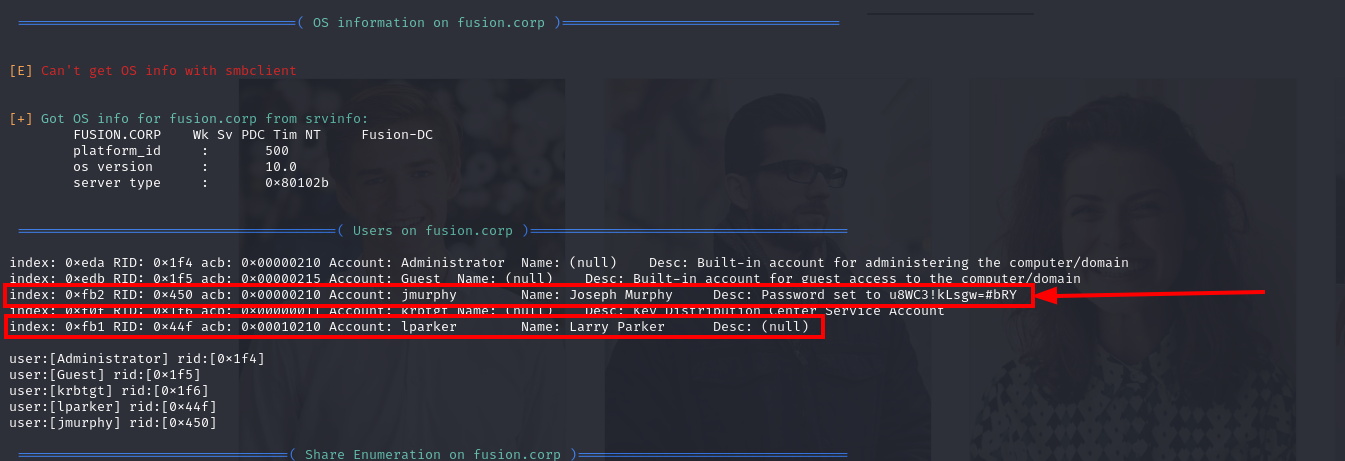 ==================================( OS information on fusion.corp )==================================
[E] Can't get OS info with smbclient
[+] Got OS info for fusion.corp from srvinfo:
FUSION.CORP Wk Sv PDC Tim NT Fusion-DC
platform_id : 500
os version : 10.0
server type : 0×80102b
=======================================( Users on fusion.corp )=======================================
index: 0×eda RID: 0×1f4 acb: 0×00000210 Account: Administrator Name: (null) Desc: Built-in account for administering the computer/domain
index: 0×edb RID: 0×1f5 acb: 0×00000215 Account: Guest Name: (null) Desc: Built-in account for guest access to the computer/domain
index: 0×fb2 RID: 0×450 acb: 0×00000210 Account: jmurphy Name: Joseph Murphy Desc: Password set to u8WC3!kLsgw=#bRY
index: 0×f0f RID: 0×1f6 acb: 0×00000011 Account: krbtgt Name: (null) Desc: Key Distribution Center Service Account
index: 0×fb1 RID: 0×44f acb: 0×00010210 Account: lparker Name: Larry Parker Desc: (null)
user:[Administrator] rid:[0×1f4]
user:[Guest] rid:[0×1f5]
user:[krbtgt] rid:[0×1f6]
user:[lparker] rid:[0×44f]
user:[jmurphy] rid:[0×450]
=================================( Share Enumeration on fusion.corp )=================================